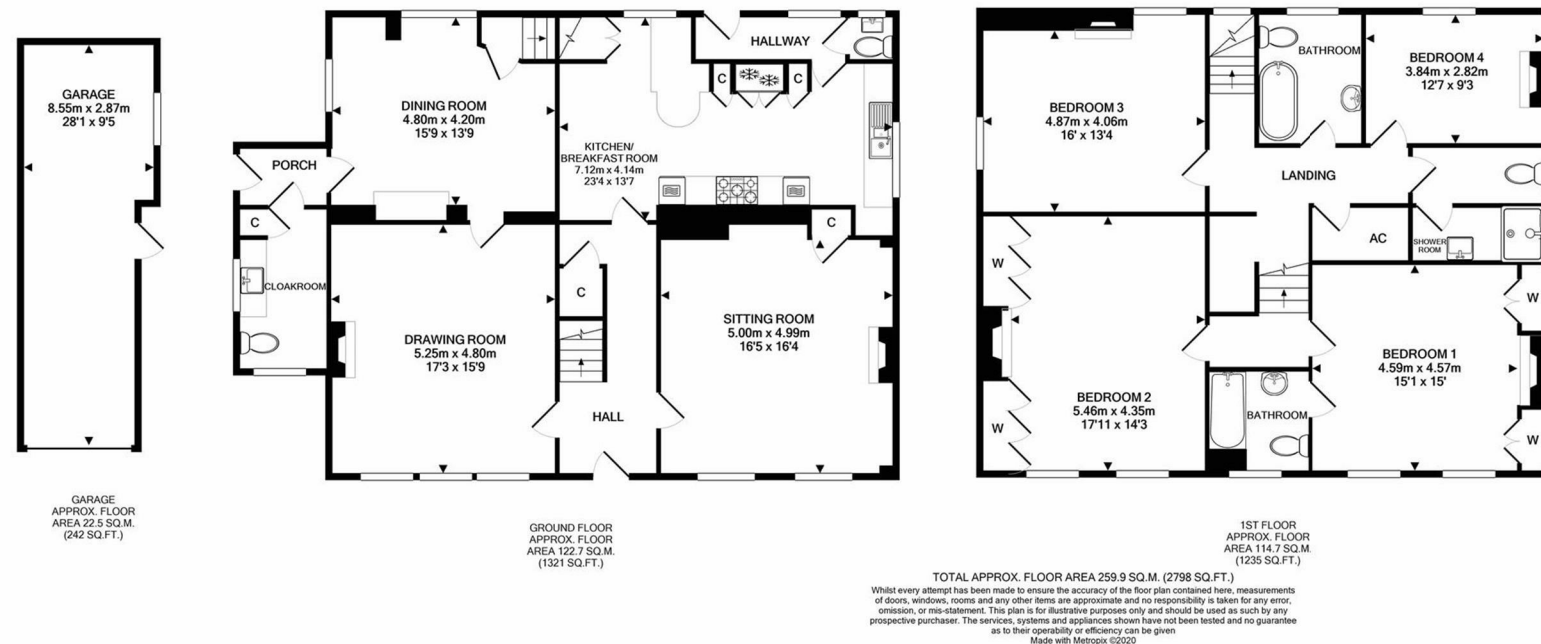 GARAGE
8.55m x 2.87m
28'1 x 9'5
GARAGE
APPROX. FLOOR
AREA 22.5 SQ.M.
(242 SQ.FT.)
DINING ROOM
4.80m x 4.20m
15'9 x 13'9
PORCH
C
CLOAKROOM
DRAWING ROOM
5.25m x 4.80m
17'3 x 15'9
HALLWAY
C
C
KITCHEN/
BREAKFAST ROOM
7.12m x 4.14m
23'4 x 13'7
C
C
SITTING ROOM
5.00m x 4.99m
16'5 x 16'4
HALL
GROUND FLOOR
APPROX. FLOOR
AREA 122.7 SQ.M.
(1321 SQ.FT.)
BEDROOM 3
4.87m x 4.06m
16' x 13'4
BATHROOM
BEDROOM 4
3.84m x 2.82m
12'7 x 9'3
LANDING
AC
SHOWER
ROOM
W
W
BEDROOM 2
5.46m x 4.35m
17'11 x 14'3
BATHROOM
BEDROOM 1
4.59m x 4.57m
15'1 x 15'
W
W
1ST FLOOR
APPROX. FLOOR
AREA 114.7 SQ.M.
(1235 SQ.FT.)
TOTAL APPROX. FLOOR AREA 259.9 SQ.M. (2798 SQ.FT.)
Whilst every attempt has been made to ensure the accuracy of the floor plan contained here, measurements
of doors, windows, rooms and any other items are approximate and no responsibility is taken for any error,
omission, or mis-statement. This plan is for illustrative purposes only and should be used as such by any
prospective purchaser. The services, systems and appliances shown have not been tested and no guarantee
as to their operability or efficiency can be given
Made with Metropix ©2020